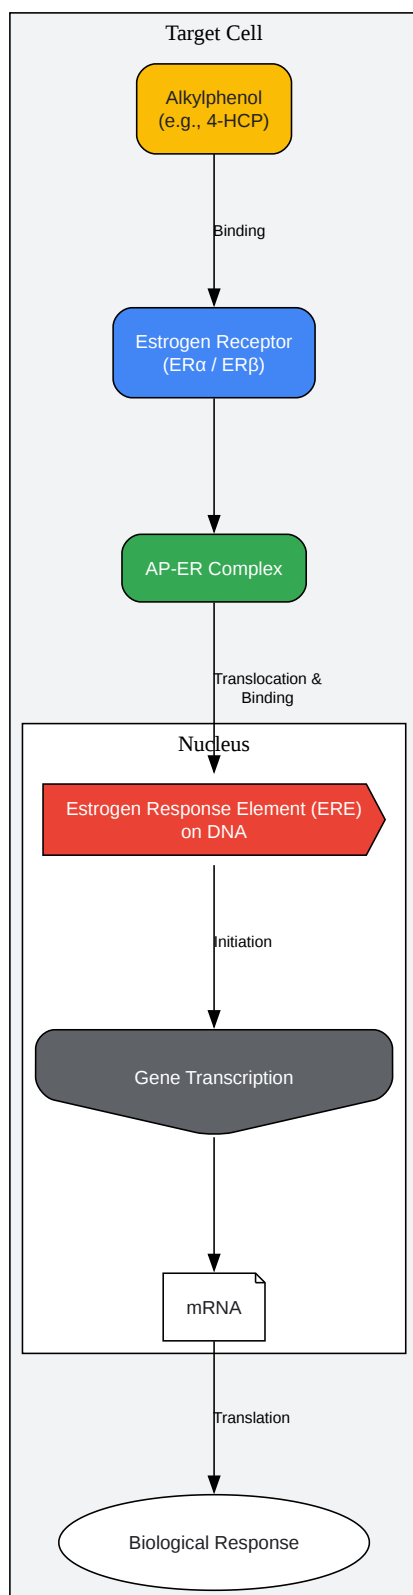 Target Cell
Alkylphenol
(e.g., 4-HCP)
Binding
Estrogen Receptor
(ERα / ERβ)
AP-ER Complex
Translocation &
Binding
Nucleus
Estrogen Response Element (ERE)
on DNA
Initiation
Gene Transcription
mRNA
Translation
Biological Response